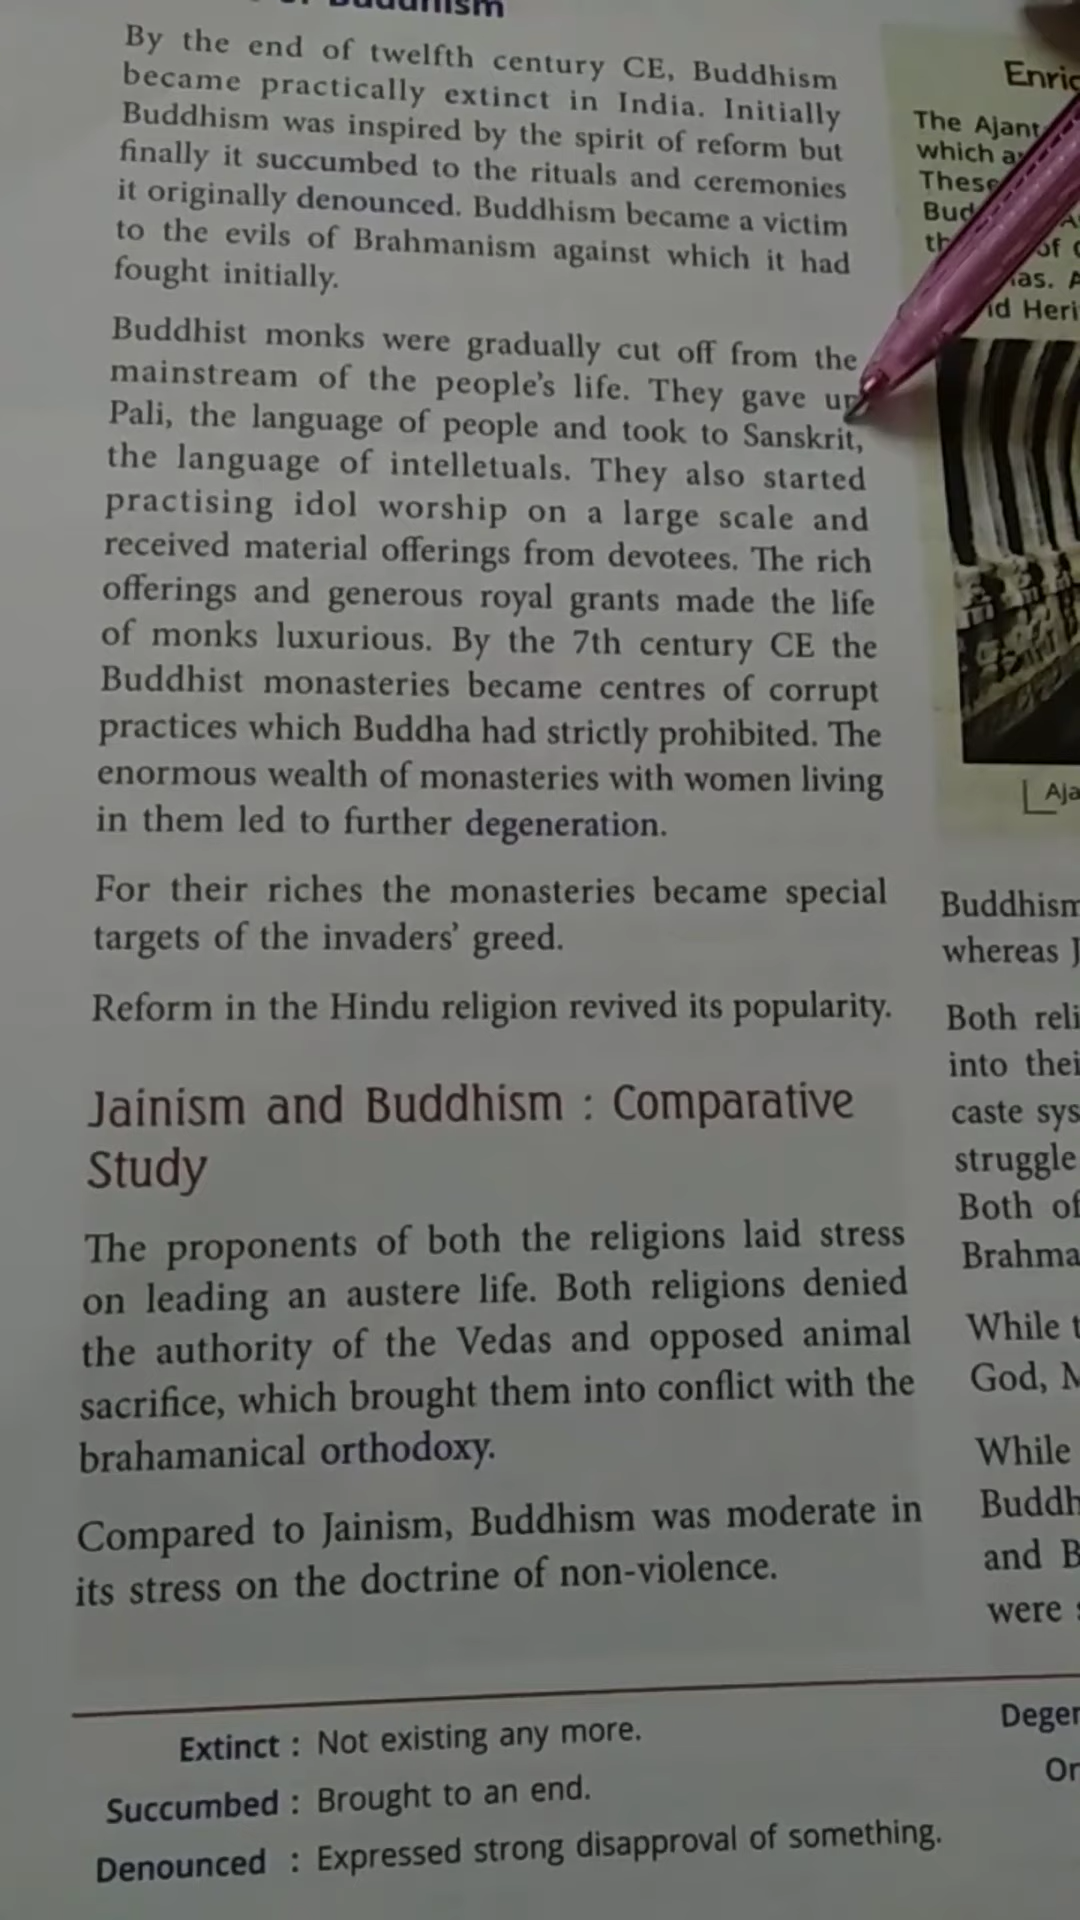 Buddhism
By the end of twelfth century CE, Buddhism
became practically extinct in India. Initially
Buddhism was inspired by the spirit of reform but
finally it succumbed to the rituals and ceremonies
it originally denounced. Buddhism became a victim
to the evils of Brahmanism against which it had
fought initially.
Buddhist monks were gradually cut off from the
mainstream of the people's life. They gave up
Pali, the language of people and took to Sanskrit,
the language of intelletuals. They also started
practising idol worship on a large scale and
received material offerings from devotees. The rich
offerings and generous royal grants made the life
of monks luxurious. By the 7th century CE the
Buddhist monasteries became centres of corrupt
practices which Buddha had strictly prohibited. The
enormous wealth of monasteries with women living
in them led to further degeneration.
For their riches the monasteries became special
targets of the invaders' greed.
Reform in the Hindu religion revived its popularity.
Jainism and Buddhism : Comparative
Study
The proponents of both the religions laid stress
on leading an austere life. Both religions denied
the authority of the Vedas and opposed animal
sacrifice, which brought them into conflict with the
brahamanical orthodoxy.
Compared to Jainism, Buddhism was moderate in
its stress on the doctrine of non-violence.
The
which
These
of
Buddhism
whereas
Both
into
caste
struggle
Both of
While
God,
While
and
were
Extinct : Not existing any more.
Succumbed : Brought to an end.
Denounced : Expressed strong disapproval of something.